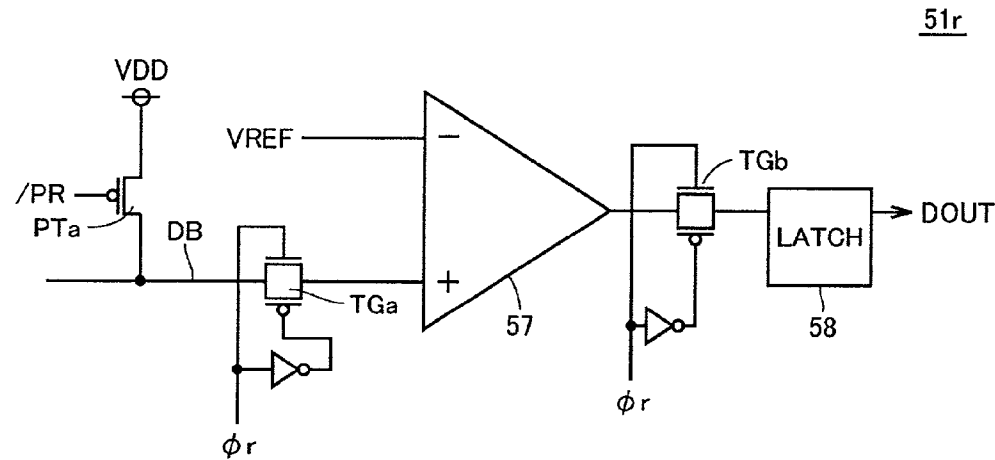 51r
VDD
VREF
−
TGb
/PR
PTa
DB
LATCH
DOUT
TGa
+
57
58
φr
φr